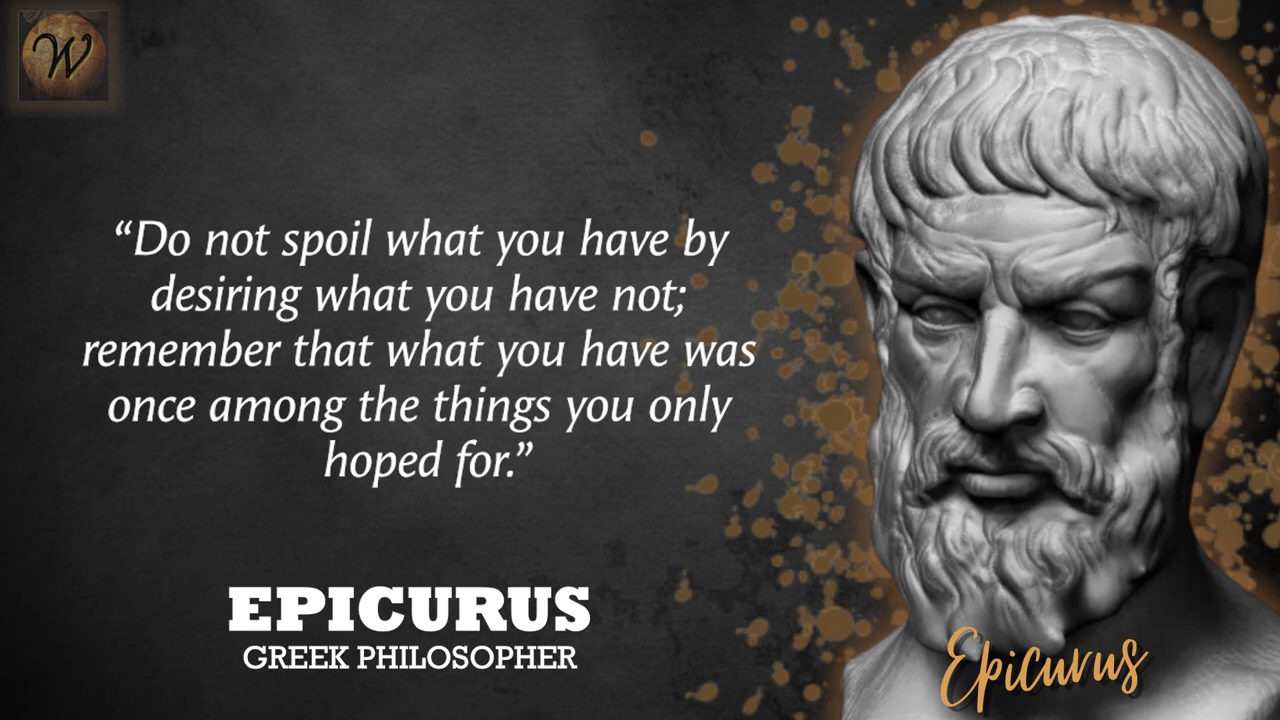 W
“Do not spoil what you have by
desiring what you have not;
remember that what you have was
once among the things you only
hoped for.”
EPICURUS
GREEK PHILOSOPHER
Epicurus